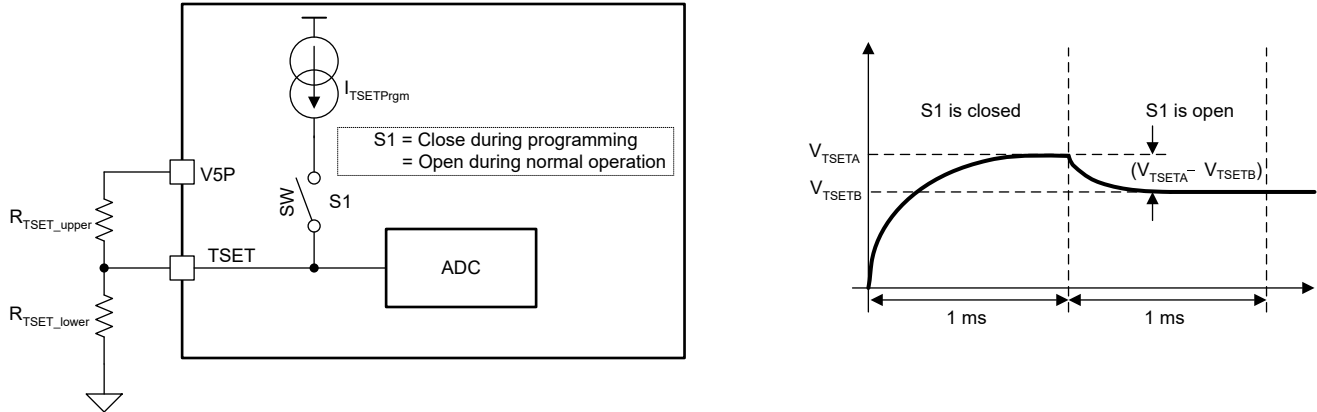 I_TSETPrgm
S1 = Close during programming
= Open during normal operation
V5P
SW
S1
R_TSET_upper
TSET
ADC
R_TSET_lower
S1 is closed
S1 is open
V_TSETA
(V_TSETA – V_TSETB)
V_TSETB
1 ms
1 ms